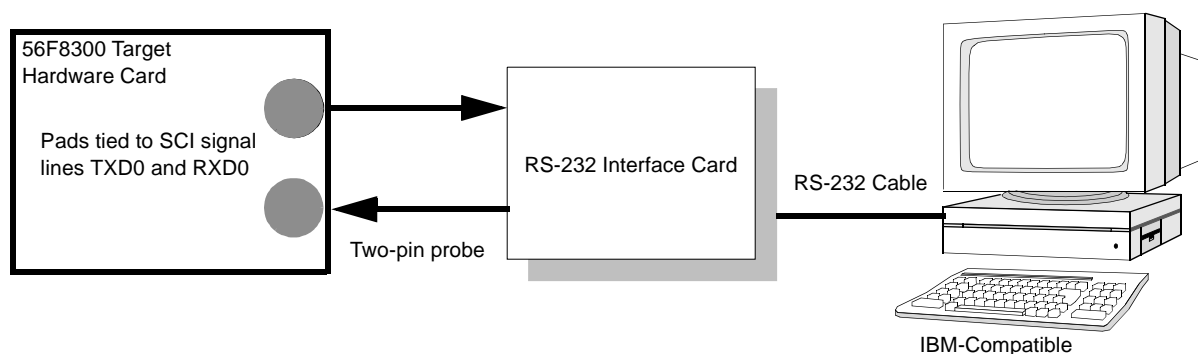 56F8300 Target
Hardware Card
Pads tied to SCI signal
lines TXD0 and RXD0
Two-pin probe
RS-232 Interface Card
RS-232 Cable
IBM-Compatible